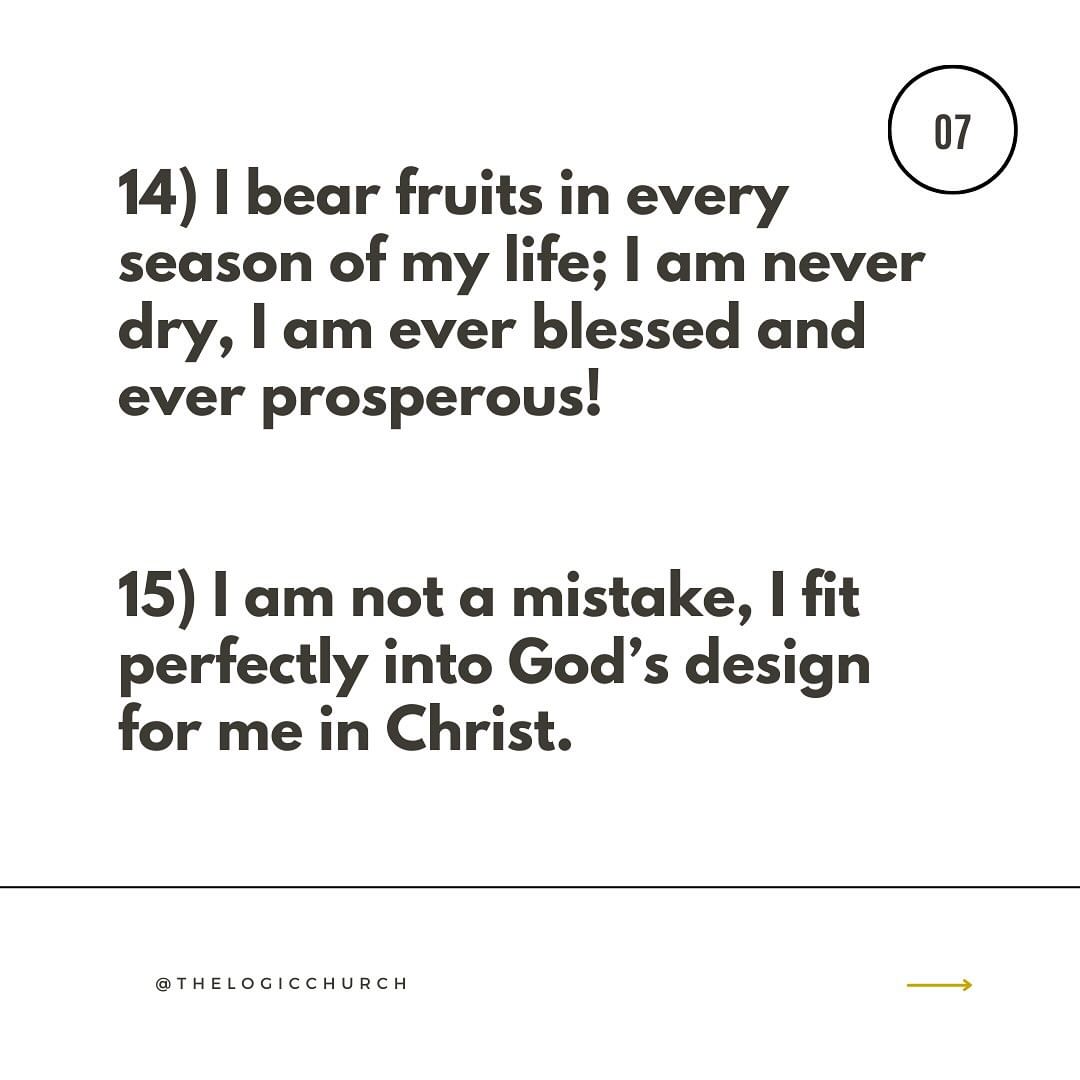 07
14) I bear fruits in every
season of my life; I am never
dry, I am ever blessed and
ever prosperous!
15) I am not a mistake, I fit
perfectly into God’s design
for me in Christ.
@THELOGICCHURCH